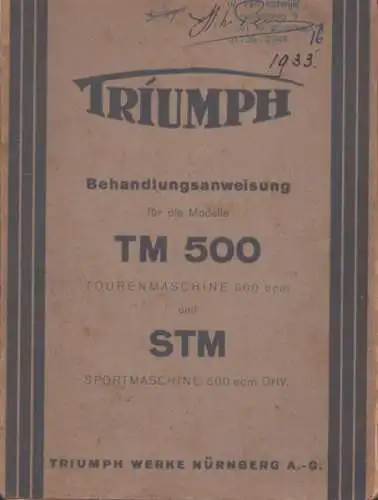 16
1933.
TRIUMPH
Behandlungsanweisung
für die Modelle
TM 500
TOURENMASCHINE 500 ccm
und
STM
SPORTMASCHINE 500 ccm OHV.
TRIUMPH WERKE NÜRNBERG A.-G.